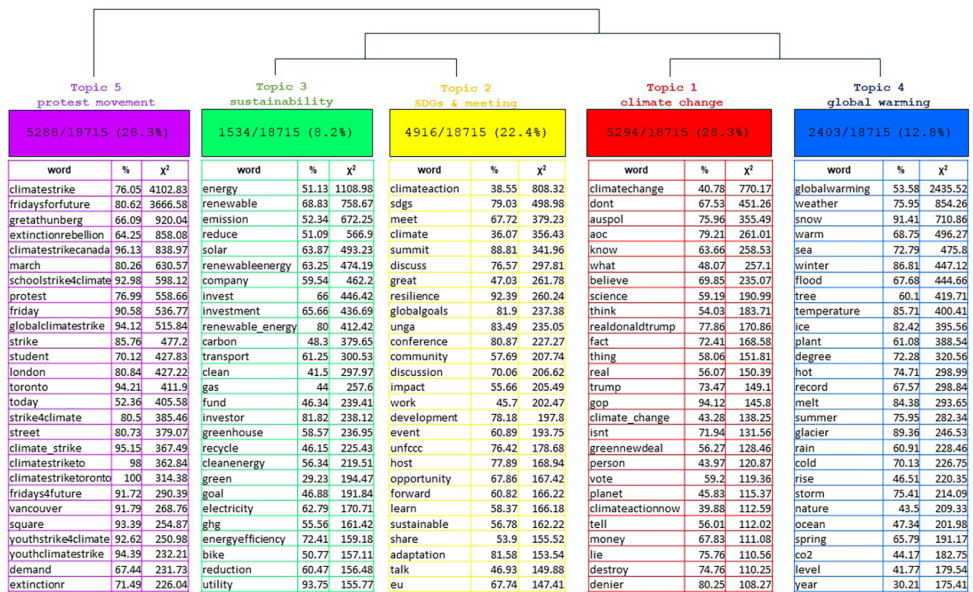 Topic 5 Topic 3 Topic 2 Topic 1 Topic 4
protest movement sustainability SDGs & meeting climate change global warming
5288/18715 (28.3%) 1534/18715 (8.2%) 4916/18715 (22.4%) 5294/18715 (28.3%) 2403/18715 (12.8%)
word % χ² word % χ² word % χ² word % χ² word % χ²
climatestrike 76.05 4102.83 energy 51.13 1108.98 climateaction 38.55 808.32 climatechange 40.78 770.17 globalwarming 53.58 2435.52
fridaysforfuture 80.62 3666.58 renewable 68.83 758.67 sdgs 79.03 498.98 dont 67.53 451.26 weather 75.95 854.26
gretathunberg 66.09 920.04 emission 52.34 672.25 meet 67.72 379.23 auspol 75.96 355.49 snow 91.41 710.86
extinctionrebellion 64.25 858.08 reduce 51.09 566.9 climate 36.07 356.43 aoc 79.21 261.01 warm 68.75 496.27
climatestrikecanada 96.13 838.97 solar 63.87 493.23 summit 88.81 341.96 know 63.66 258.53 sea 72.79 475.8
march 80.26 630.57 renewableenergy 63.25 474.19 discuss 76.57 297.81 what 48.07 257.1 winter 86.81 447.12
schoolstrike4climate 92.98 598.12 company 59.54 462.2 great 47.03 261.78 believe 69.85 235.07 flood 67.68 444.66
protest 76.99 558.66 invest 66 446.42 resilience 92.39 260.24 science 59.19 190.99 tree 60.1 419.71
friday 90.58 536.77 investment 65.66 436.69 globalgoals 81.9 237.38 think 54.03 183.71 temperature 85.71 400.41
globalclimatestrike 94.12 515.84 renewable_energy 80 412.42 unga 83.49 235.05 realdonaldtrump 77.86 170.86 ice 82.42 395.56
strike 85.76 477.2 carbon 48.3 379.65 conference 80.87 227.27 fact 72.41 168.58 plant 61.08 388.54
student 70.12 427.83 transport 61.25 300.53 community 57.69 207.74 thing 58.06 151.81 degree 72.28 320.56
london 80.84 427.22 clean 41.5 297.97 discussion 70.06 206.62 real 56.07 150.39 hot 74.71 298.99
toronto 94.21 411.9 gas 44 257.6 impact 55.66 205.49 trump 73.47 149.1 record 67.57 298.84
today 52.36 405.58 fund 46.34 239.41 work 45.7 202.47 gop 94.12 145.8 melt 84.38 293.65
strike4climate 80.5 385.46 investor 81.82 238.12 development 78.18 197.8 climate_change 43.28 138.25 summer 75.95 282.34
street 80.73 379.07 greenhouse 58.57 236.95 event 60.89 193.75 isnt 71.94 131.56 glacier 89.36 246.53
climate_strike 95.15 367.49 recycle 46.15 225.43 unfccc 76.42 178.68 greennewdeal 56.27 128.46 rain 60.91 228.46
climatestriketo 98 362.84 cleanenergy 56.34 219.51 host 77.89 168.94 person 43.97 120.87 cold 70.13 226.75
climatestriketoronto 100 314.38 green 29.23 194.47 opportunity 67.86 167.42 vote 59.2 119.36 rise 46.51 220.35
fridays4future 91.72 290.39 goal 46.88 191.84 forward 60.82 166.22 planet 45.83 115.37 storm 75.41 214.09
vancouver 91.79 268.76 electricity 62.79 170.71 learn 58.37 166.18 climateactionnow 39.88 112.59 nature 43.5 209.33
square 93.39 254.87 ghg 55.56 161.42 sustainable 56.78 162.22 tell 56.01 112.02 ocean 47.34 201.98
youthstrike4climate 92.62 250.98 energyefficiency 72.41 159.18 share 53.9 155.52 money 67.83 111.08 spring 65.79 191.17
youthclimatestrike 94.39 232.21 bike 50.77 157.11 adaptation 81.58 153.54 lie 75.76 110.56 co2 44.17 182.75
demand 67.44 231.73 reduction 60.47 156.48 talk 46.93 149.88 destroy 74.76 110.25 level 41.77 179.54
extinctionr 71.49 226.04 utility 93.75 155.77 eu 67.74 147.41 denier 80.25 108.27 year 30.21 175.41